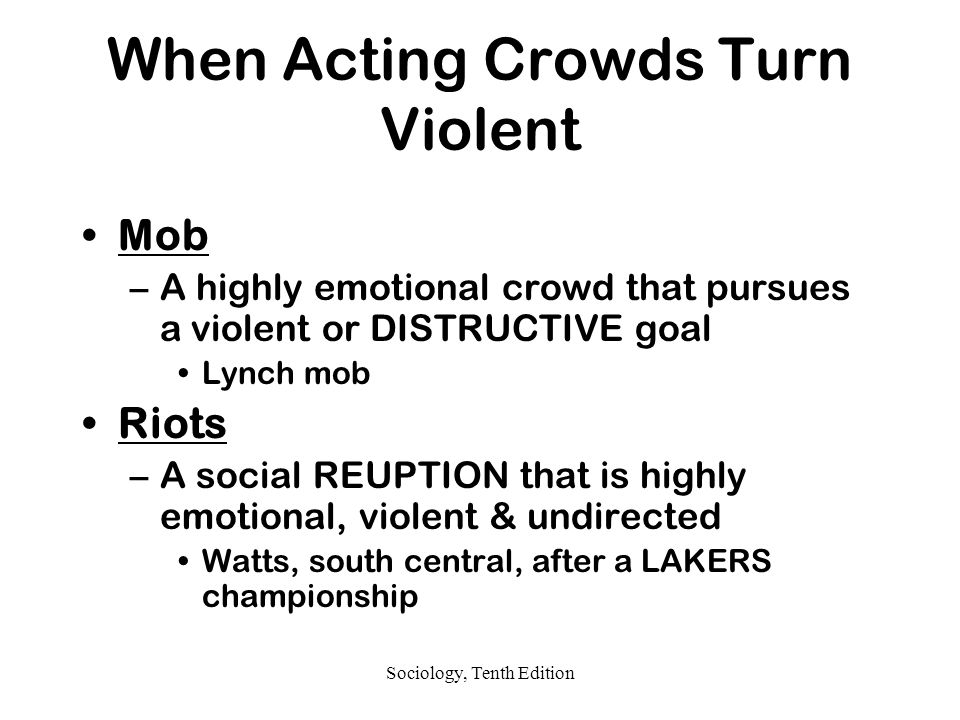 When Acting Crowds Turn
Violent
• Mob
– A highly emotional crowd that pursues
a violent or DISTRUCTIVE goal
• Lynch mob
• Riots
– A social REUPTION that is highly
emotional, violent & undirected
• Watts, south central, after a LAKERS
championship
Sociology, Tenth Edition